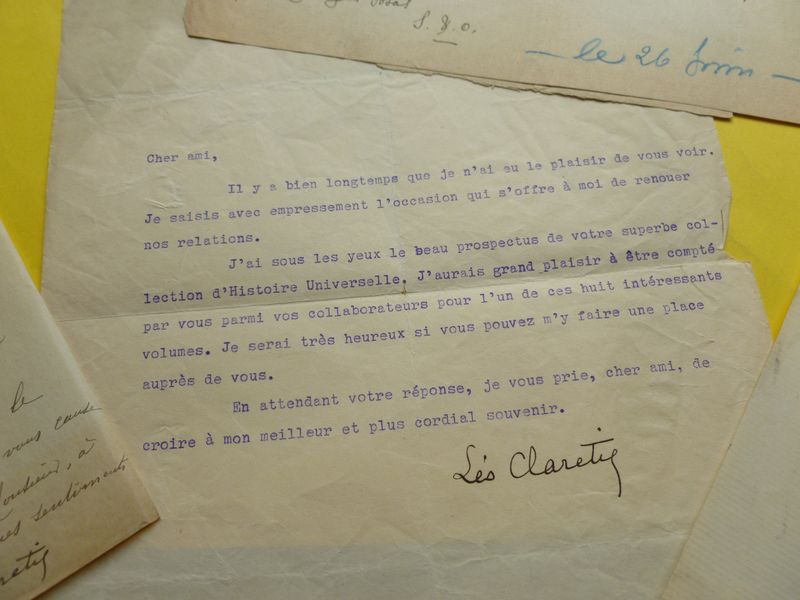 S. & O.
— le 26 juin —
Cher ami,
Il y a bien longtemps que je n'ai eu le plaisir de vous voir.
Je saisis avec empressement l'occasion qui s'offre à moi de renouer
nos relations.
J'ai sous les yeux le beau prospectus de votre superbe col-
lection d'Histoire Universelle. J'aurais grand plaisir à être compté
par vous parmi vos collaborateurs pour l'un de ces huit intéressants
volumes. Je serai très heureux si vous pouvez m'y faire une place
auprès de vous.
En attendant votre réponse, je vous prie, cher ami, de
croire à mon meilleur et plus cordial souvenir.
Léo Claretie
le
vous cause
à
sentiments